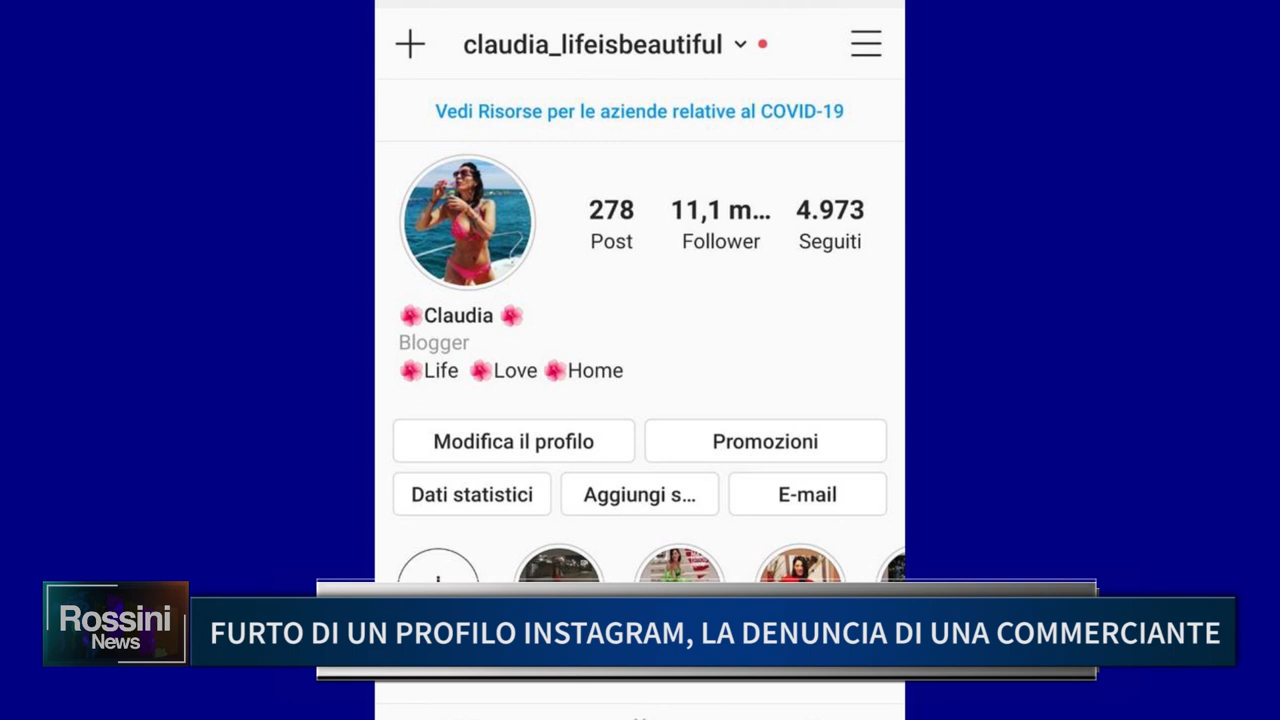 claudia_lifeisbeautiful
Vedi Risorse per le aziende relative al COVID-19
278 11,1 m... 4.973
Post Follower Seguiti
🌺Claudia 🌺
Blogger
🌺Life 🌺Love 🌺Home
Modifica il profilo Promozioni
Dati statistici Aggiungi s... E-mail
Rossini
News
FURTO DI UN PROFILO INSTAGRAM, LA DENUNCIA DI UNA COMMERCIANTE